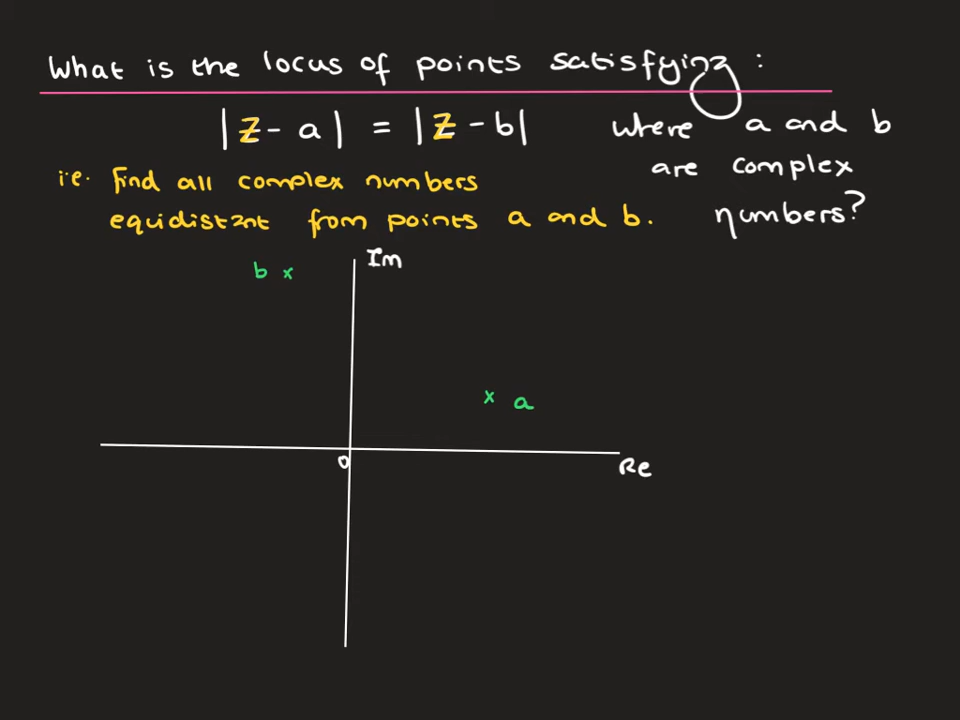 What is the locus of points satisfying :
|z - a| = |z - b| where a and b
are complex
numbers?
i.e. find all complex numbers
equidistant from points a and b.
b x
Im
x a
O
Re